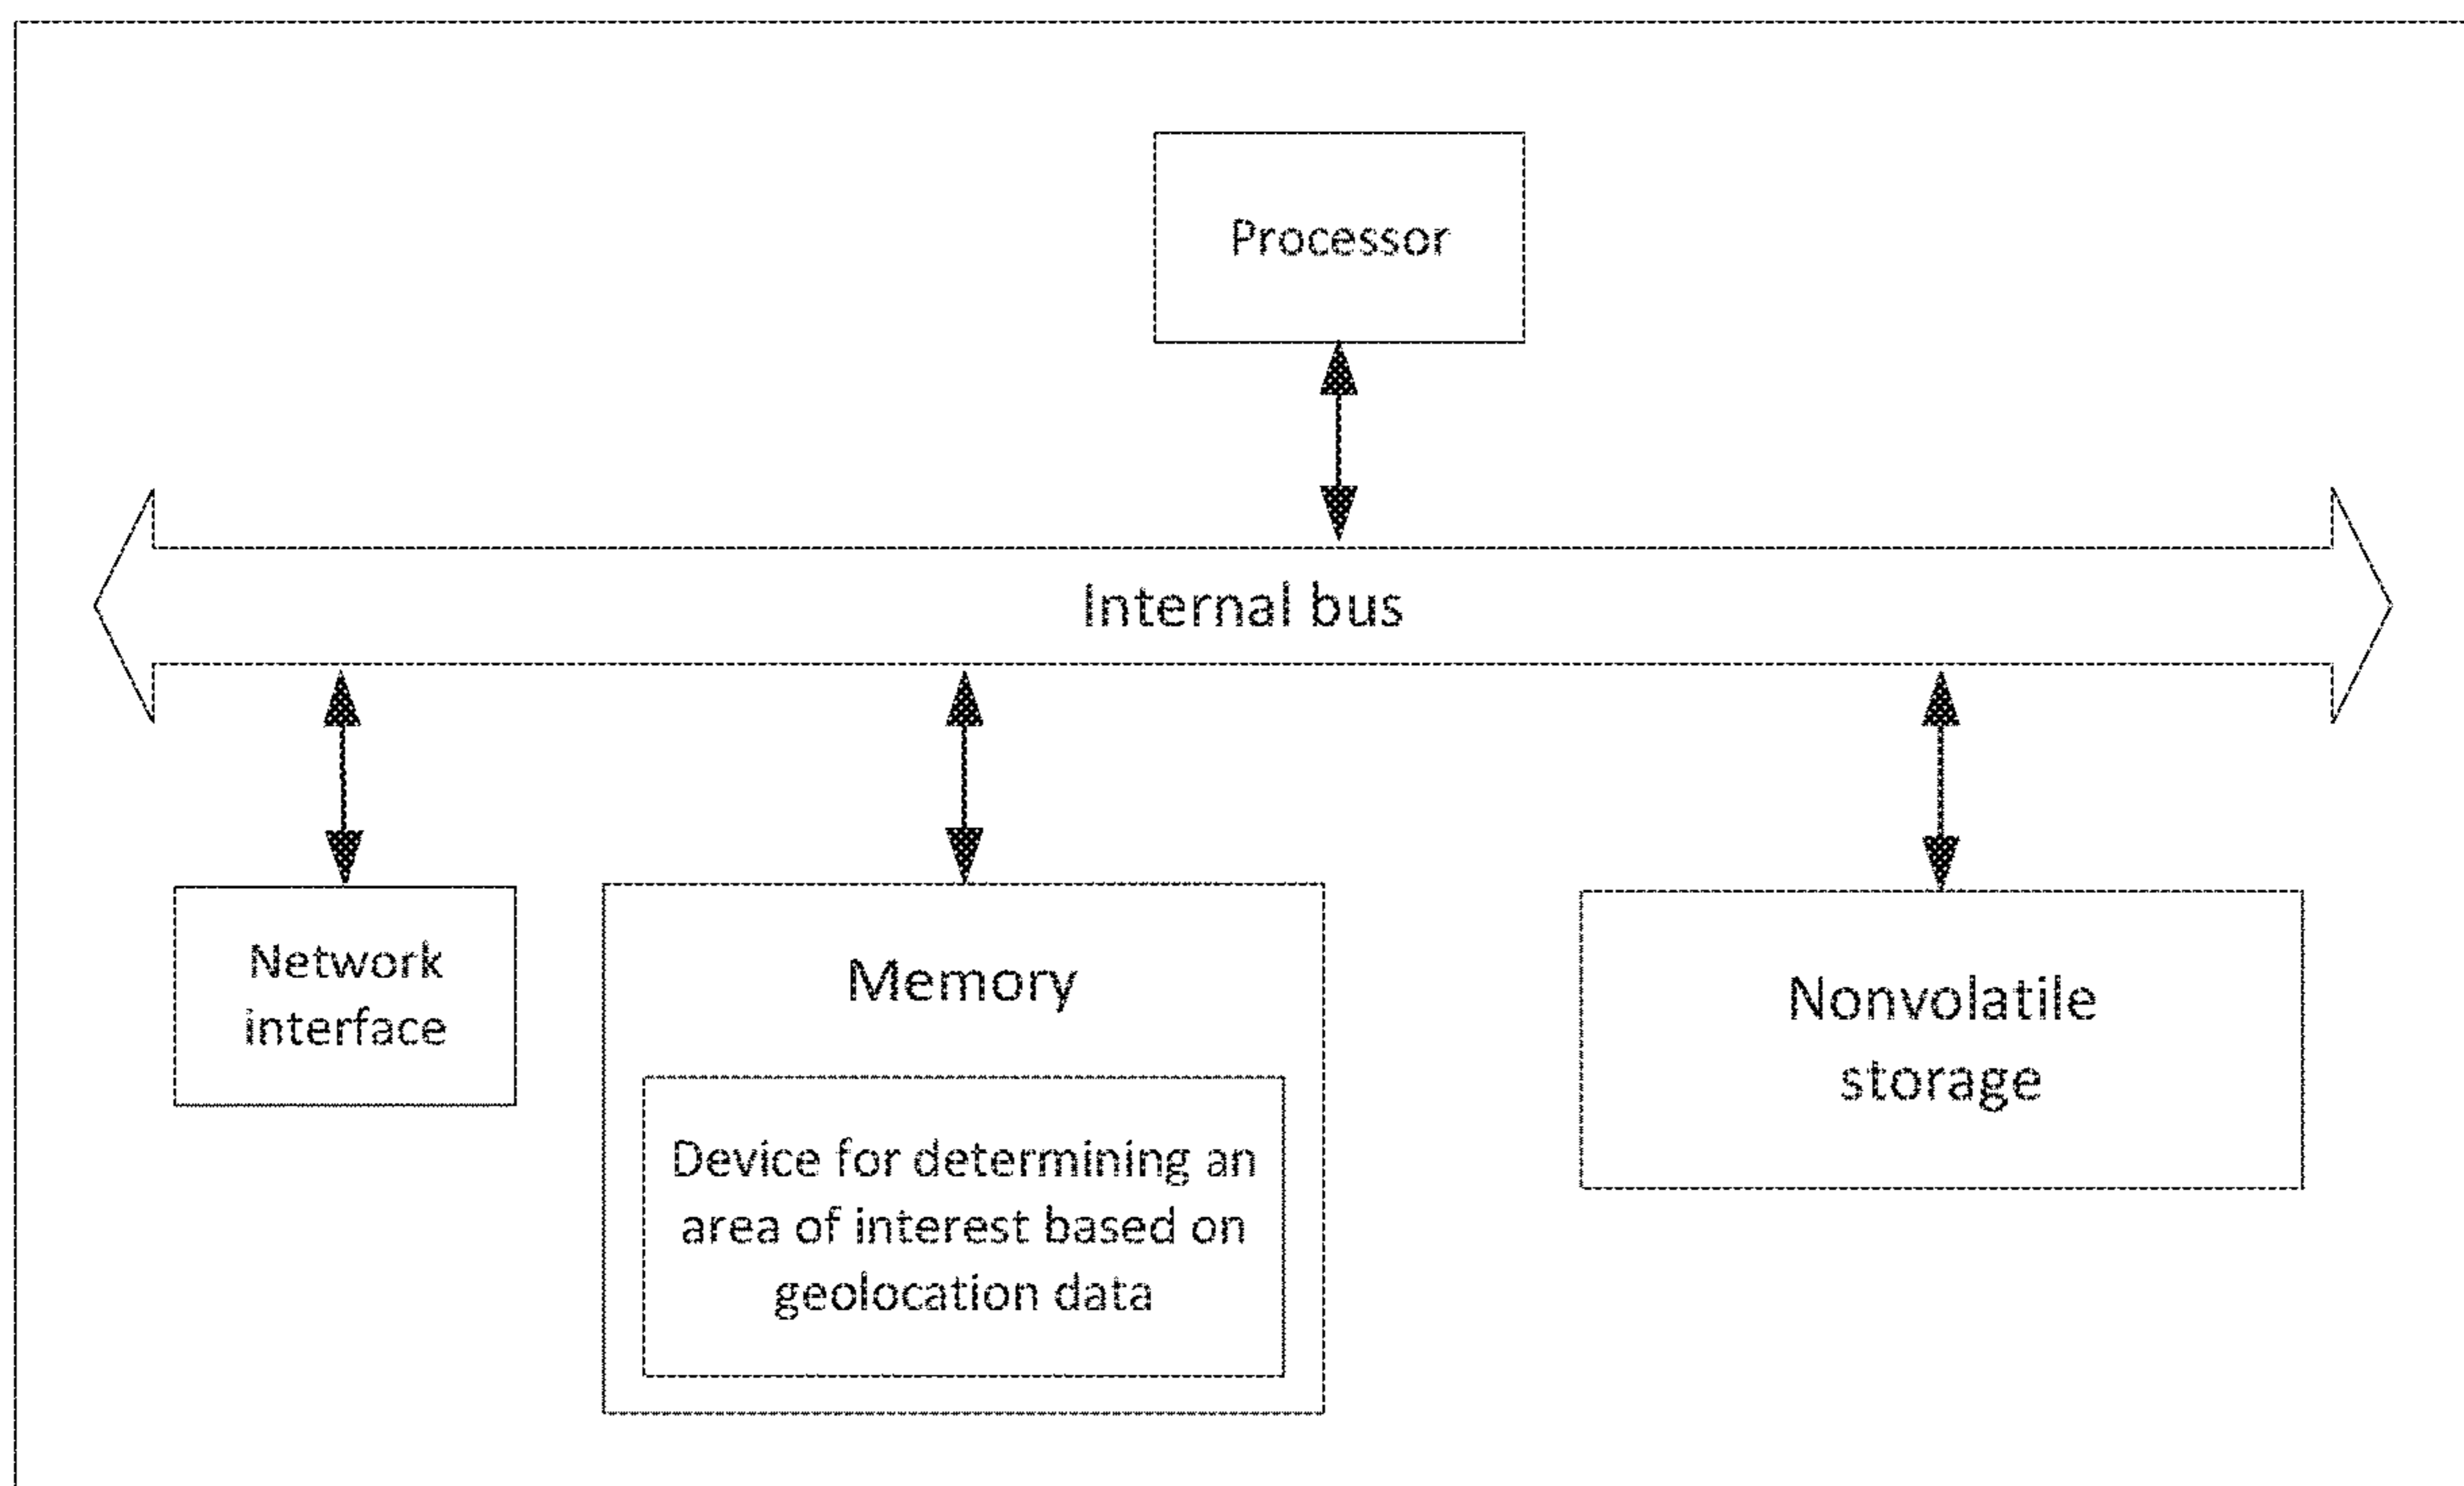 Processor
Internal bus
Network
interface
Memory
Device for determining an
area of interest based on
geolocation data
Nonvolatile
storage